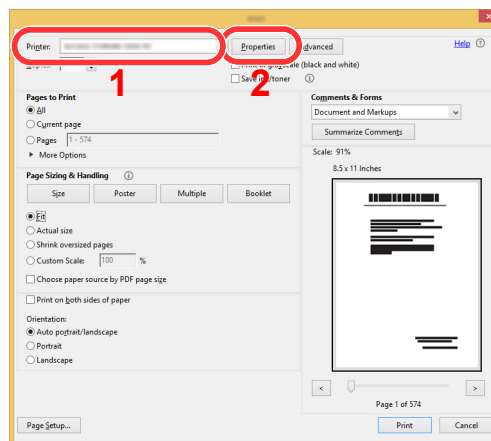 Printer:
Properties
Advanced
Help
1
2
(black and white)
Save ink/toner
Pages to Print
All
Current page
Pages
1 - 574
More Options
Comments & Forms
Document and Markups
Summarize Comments
Scale: 91%
8.5 x 11 Inches
Page Sizing & Handling
Size
Poster
Multiple
Booklet
Fit
Actual size
Shrink oversized pages
Custom Scale:
100
%
Choose paper source by PDF page size
Print on both sides of paper
Orientation:
Auto portrait/landscape
Portrait
Landscape
<
>
Page 1 of 574
Page Setup...
Print
Cancel